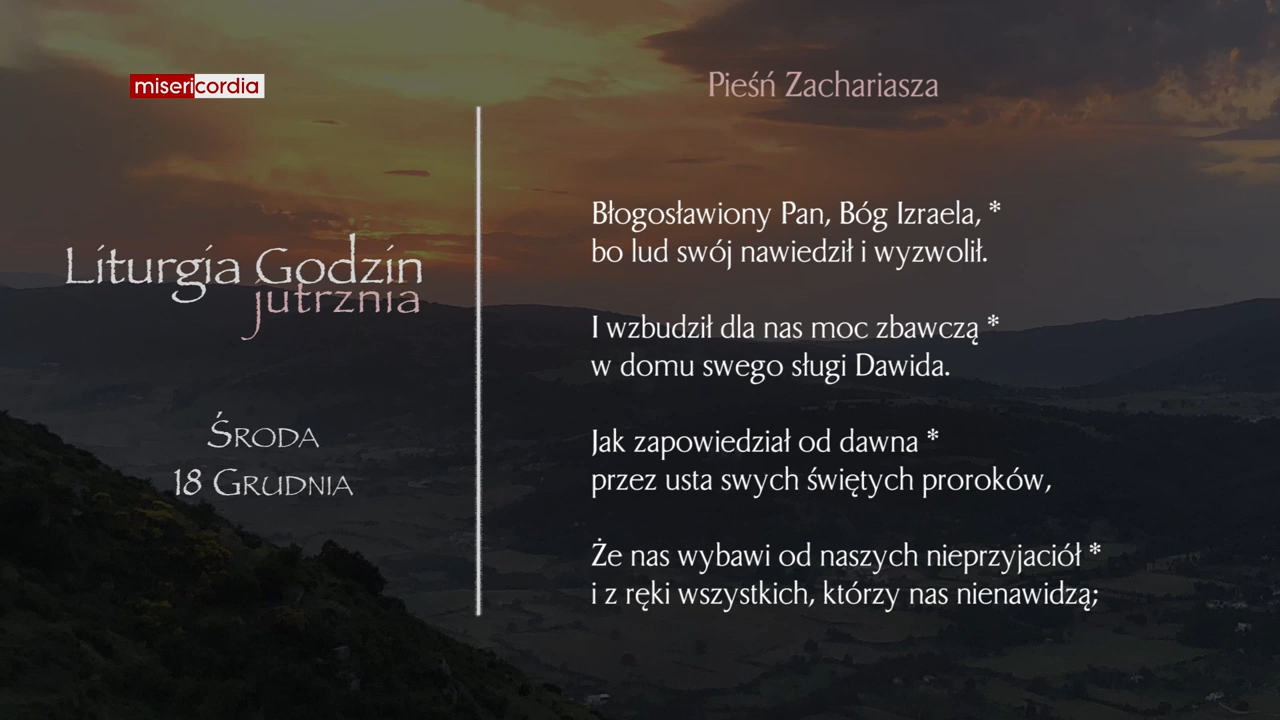 misericordia
Liturgia Godzin
jutrznia
Środa
18 Grudnia
Pieśń Zachariasza
Błogosławiony Pan, Bóg Izraela, *
bo lud swój nawiedził i wyzwolił.
I wzbudził dla nas moc zbawczą *
w domu swego sługi Dawida.
Jak zapowiedział od dawna *
przez usta swych świętych proroków,
Że nas wybawi od naszych nieprzyjaciół *
i z ręki wszystkich, którzy nas nienawidzą;